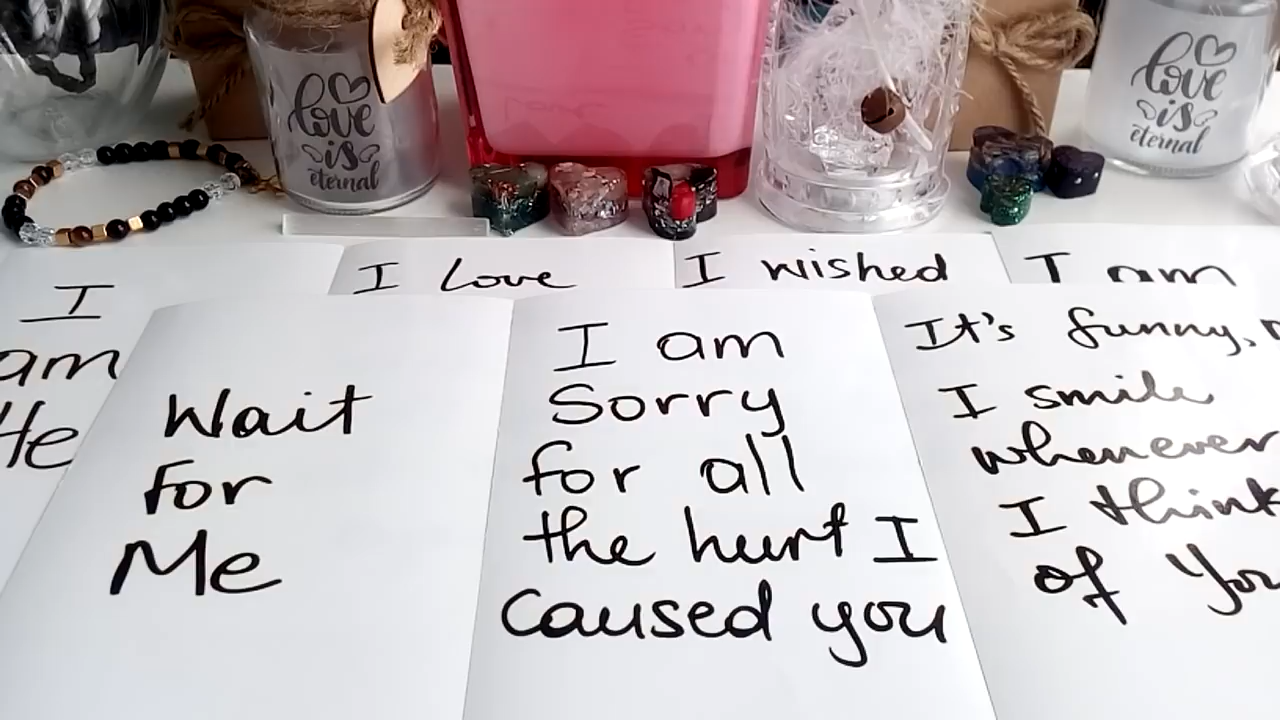 love
is
eternal
love
is
eternal
I
am
He
I Love
I wished
I am
Wait
For
Me
I am
Sorry
for all
the hurt I
caused you
It's funny,
I smile
whenever
I think
of You